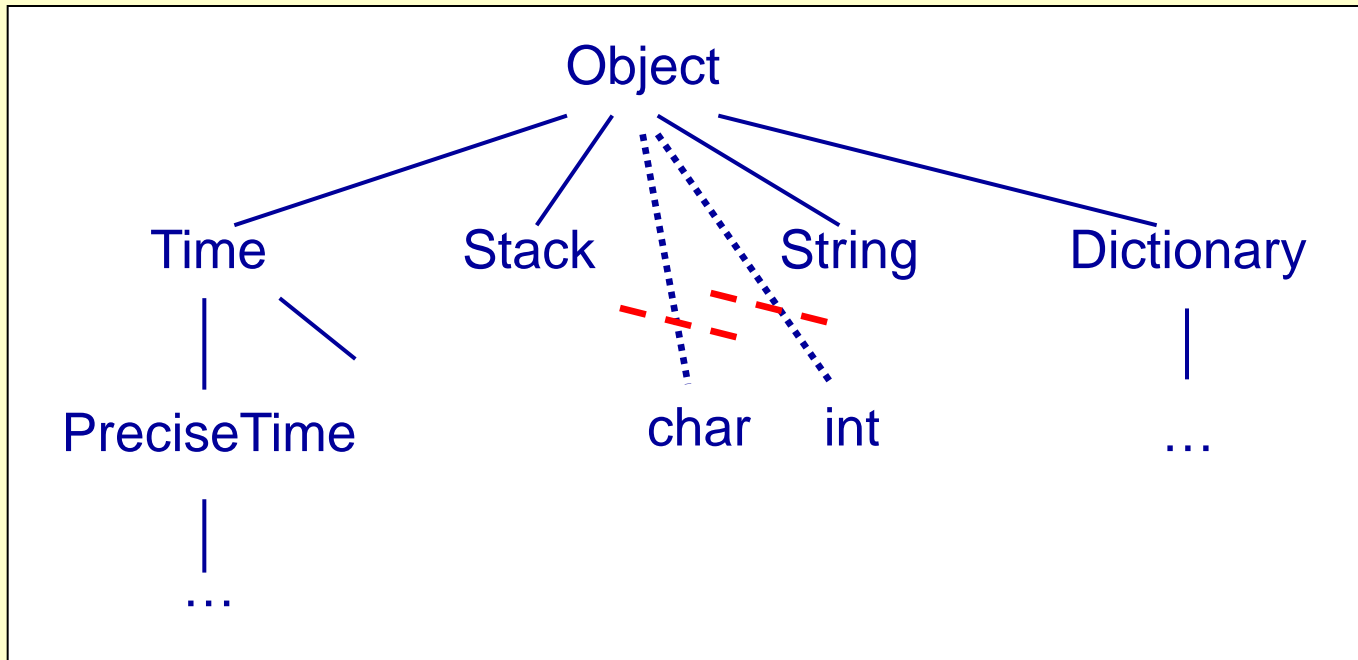 Object
Time Stack String Dictionary
PreciseTime char int …
…